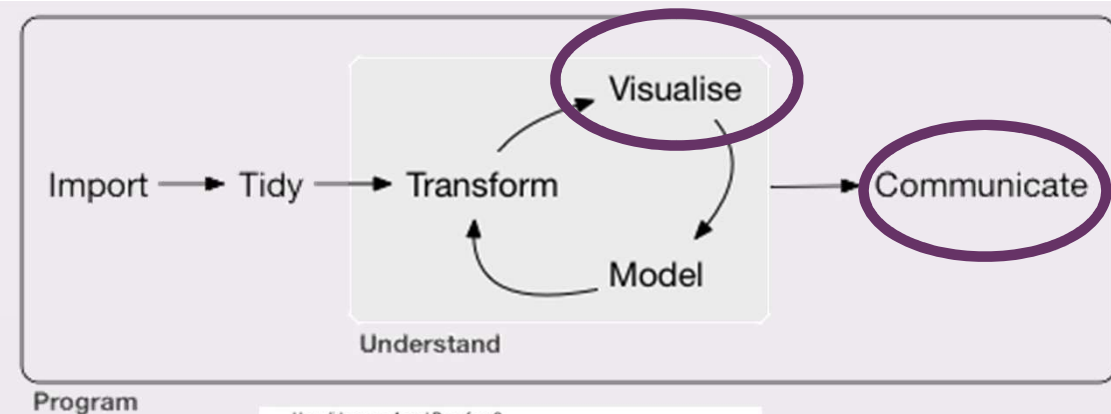 Visualise
Import Tidy Transform Communicate
Model
Understand
Program